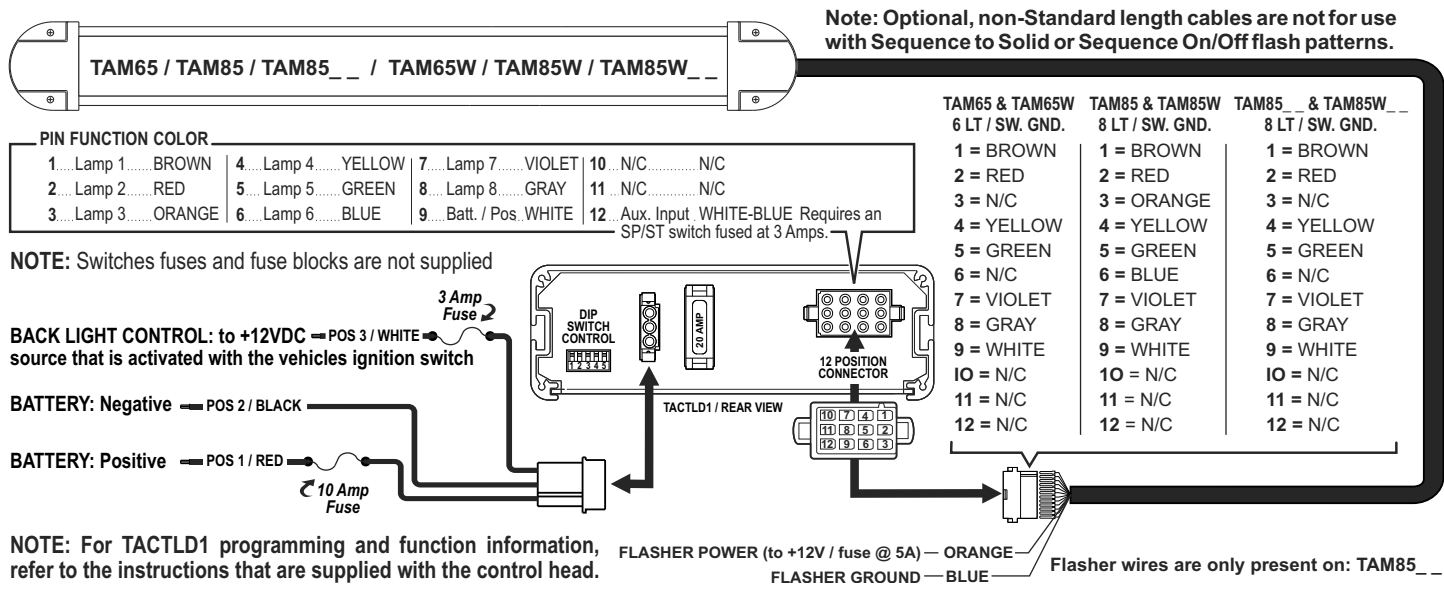 Note: Optional, non-Standard length cables are not for use
with Sequence to Solid or Sequence On/Off flash patterns.
TAM65 / TAM85 / TAM85_ _ / TAM65W / TAM85W / TAM85W_ _
PIN FUNCTION COLOR
1.....Lamp 1......BROWN 4....Lamp 4.......YELLOW 7....Lamp 7......VIOLET 10...N/C.............N/C
2....Lamp 2.......RED 5....Lamp 5.......GREEN 8....Lamp 8.......GRAY 11...N/C.............N/C
3.....Lamp 3......ORANGE 6....Lamp 6.......BLUE 9.....Batt. / Pos..WHITE 12...Aux. Input . WHITE-BLUE Requires an
SP/ST switch fused at 3 Amps.
NOTE: Switches fuses and fuse blocks are not supplied
TAM65 & TAM65W TAM85 & TAM85W TAM85_ _ & TAM85W_ _
6 LT / SW. GND. 8 LT / SW. GND. 8 LT / SW. GND.
1 = BROWN 1 = BROWN 1 = BROWN
2 = RED 2 = RED 2 = RED
3 = N/C 3 = ORANGE 3 = N/C
4 = YELLOW 4 = YELLOW 4 = YELLOW
5 = GREEN 5 = GREEN 5 = GREEN
6 = N/C 6 = BLUE 6 = N/C
7 = VIOLET 7 = VIOLET 7 = VIOLET
8 = GRAY 8 = GRAY 8 = GRAY
9 = WHITE 9 = WHITE 9 = WHITE
IO = N/C 1O = N/C IO = N/C
11 = N/C 11 = N/C 11 = N/C
12 = N/C 12 = N/C 12 = N/C
3 Amp
Fuse
BACK LIGHT CONTROL: to +12VDC POS 3 / WHITE
source that is activated with the vehicles ignition switch
BATTERY: Negative POS 2 / BLACK
BATTERY: Positive POS 1 / RED
10 Amp
Fuse
DIP
SWITCH
CONTROL
1 2 3 4 5
20 AMP
12 POSITION
CONNECTOR
TACTLD1 / REAR VIEW
10 7 4 1
11 8 5 2
12 9 6 3
NOTE: For TACTLD1 programming and function information,
refer to the instructions that are supplied with the control head.
FLASHER POWER (to +12V / fuse @ 5A) ORANGE
FLASHER GROUND BLUE
Flasher wires are only present on: TAM85_ _